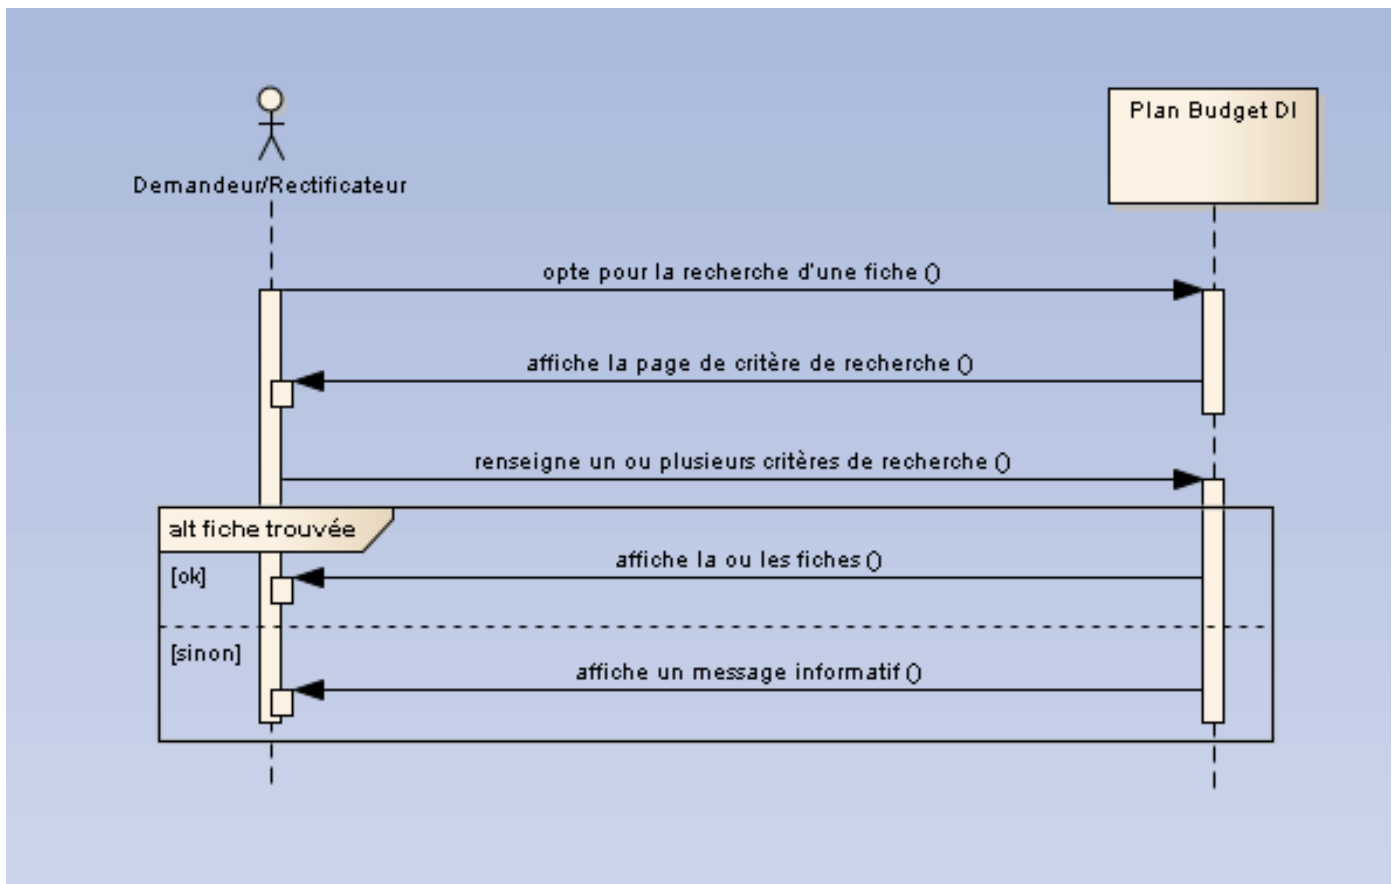 Plan Budget DI
Demandeur/Rectificateur
opte pour la recherche d'une fiche ()
affiche la page de critère de recherche ()
renseigne un ou plusieurs critères de recherche ()
alt fiche trouvée
affiche la ou les fiches ()
[ok]
[sinon]
affiche un message informatif ()